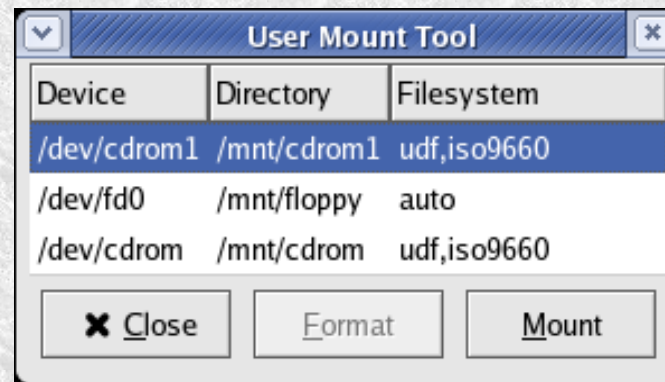 User Mount Tool
Device Directory Filesystem
/dev/cdrom1 /mnt/cdrom1 udf,iso9660
/dev/fd0 /mnt/floppy auto
/dev/cdrom /mnt/cdrom udf,iso9660
Close Format Mount